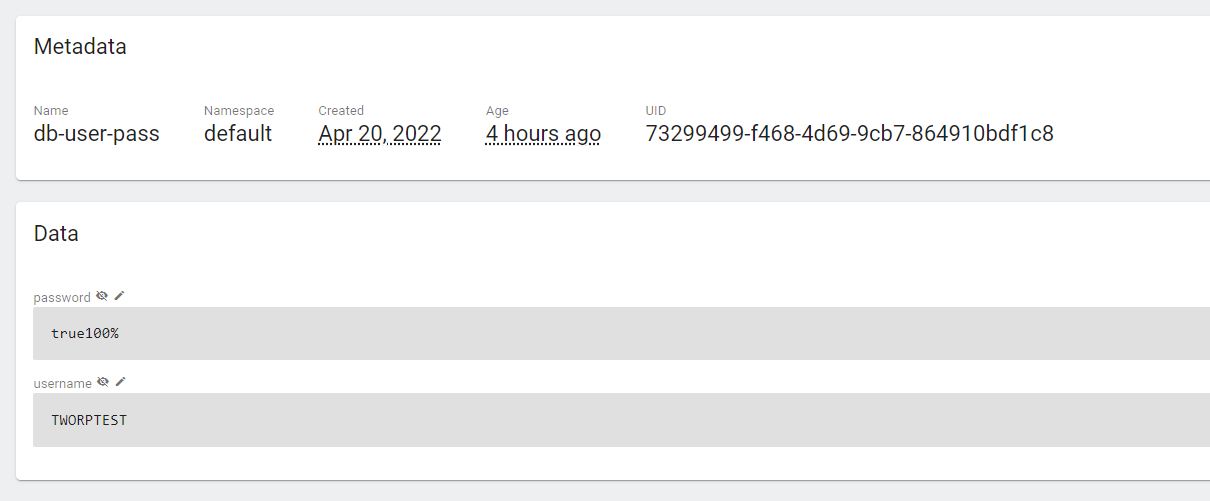 Metadata
Name Namespace Created Age UID
db-user-pass default Apr 20, 2022 4 hours ago 73299499-f468-4d69-9cb7-864910bdf1c8
Data
password
true100%
username
TWORPTEST